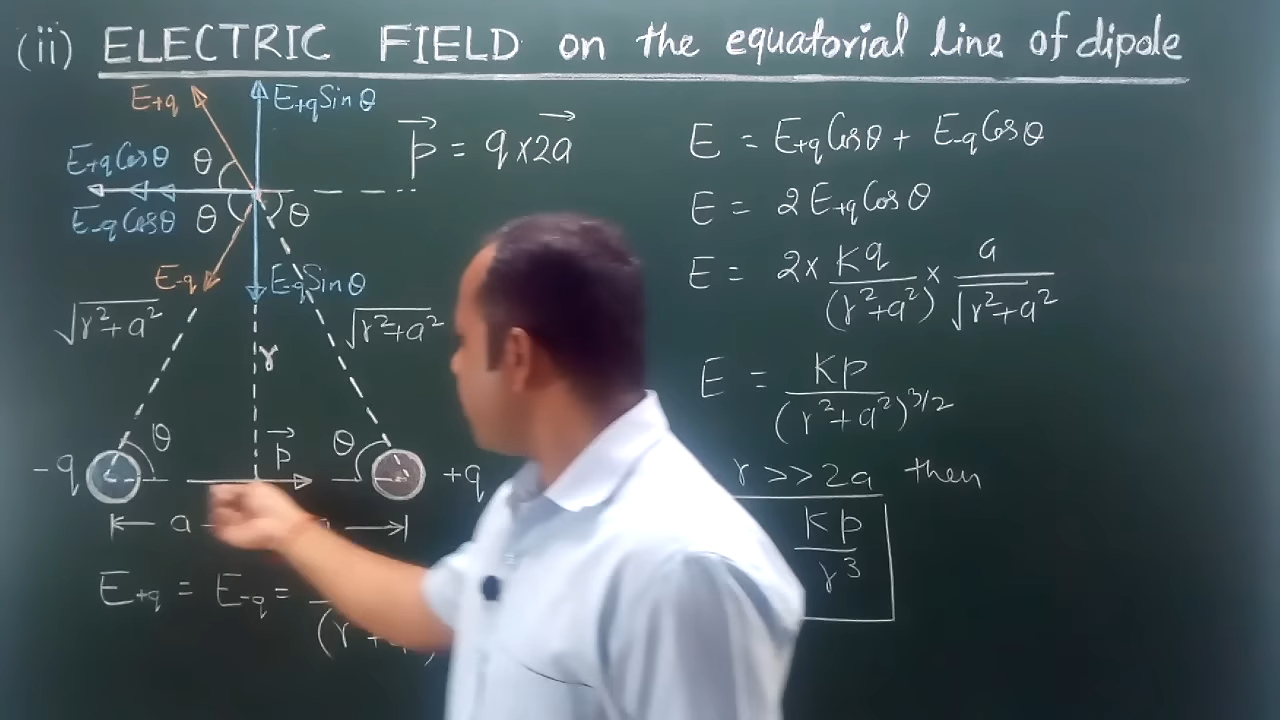 (ii) ELECTRIC FIELD on the equatorial line of dipole
E+q
E+q Sin θ
E+q Cos θ
θ
E-q Cos θ
θ
θ
E-q
E-q Sin θ
√r²+a²
√r²+a²
r
θ
p⃗
θ
-q
+q
a
E+q = E-q =
(r² +
p⃗ = q×2a⃗
E = E+q Cos θ + E-q Cos θ
E = 2 E+q Cos θ
E = 2× Kq/(r²+a²) × a/√r²+a²
E = Kp/(r²+a²)^3/2
r >> 2a then
Kp/r³